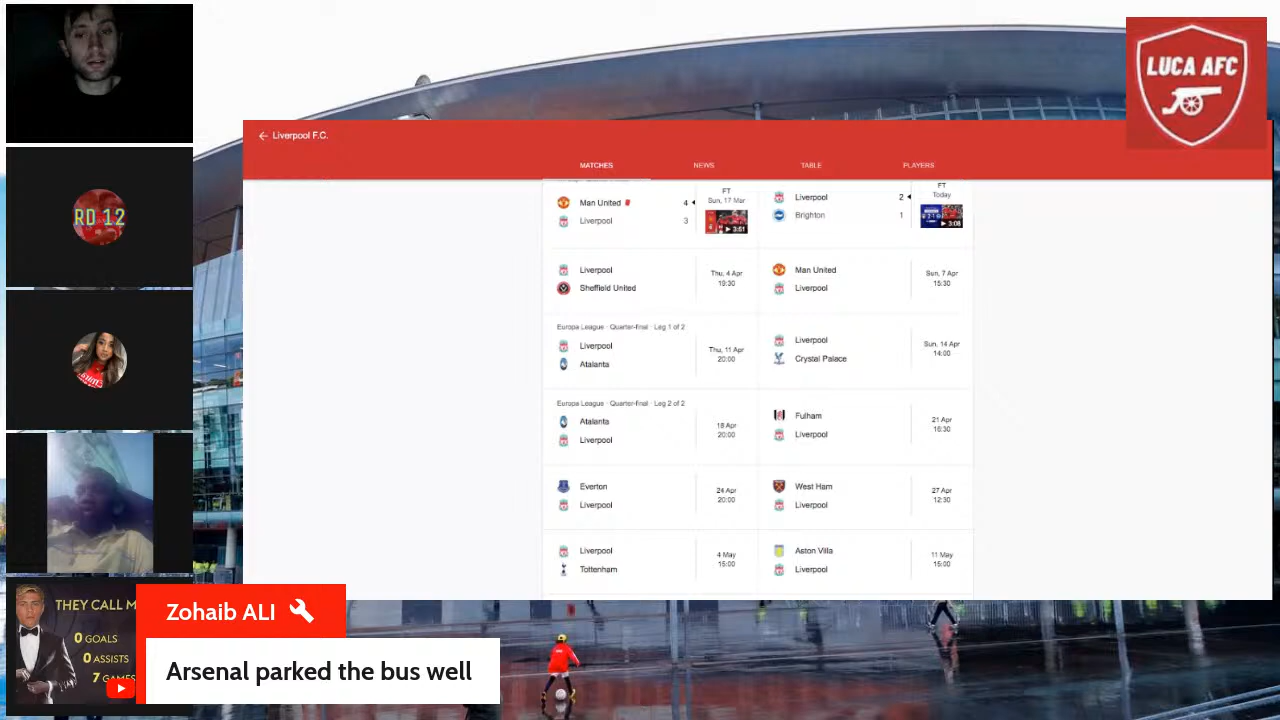 LUCA AFC
Liverpool F.C.
MATCHES NEWS TABLE PLAYERS
Man United 4
Liverpool 3
FT
Sun, 17 Mar
3:51
Liverpool 2
Brighton 1
FT
Today
3:08
Liverpool
Sheffield United
Thu, 4 Apr
19:30
Man United
Liverpool
Sun, 7 Apr
15:30
Europa League · Quarter-final · Leg 1 of 2
Liverpool
Atalanta
Thu, 11 Apr
20:00
Liverpool
Crystal Palace
Sun, 14 Apr
14:00
Europa League · Quarter-final · Leg 2 of 2
Atalanta
Liverpool
18 Apr
20:00
Fulham
Liverpool
21 Apr
16:30
Everton
Liverpool
24 Apr
20:00
West Ham
Liverpool
27 Apr
12:30
Liverpool
Tottenham
4 May
15:00
Aston Villa
Liverpool
11 May
15:00
RD 12
THEY CALL M
0 GOALS
0 ASSISTS
7 GAMES
Zohaib ALI
Arsenal parked the bus well